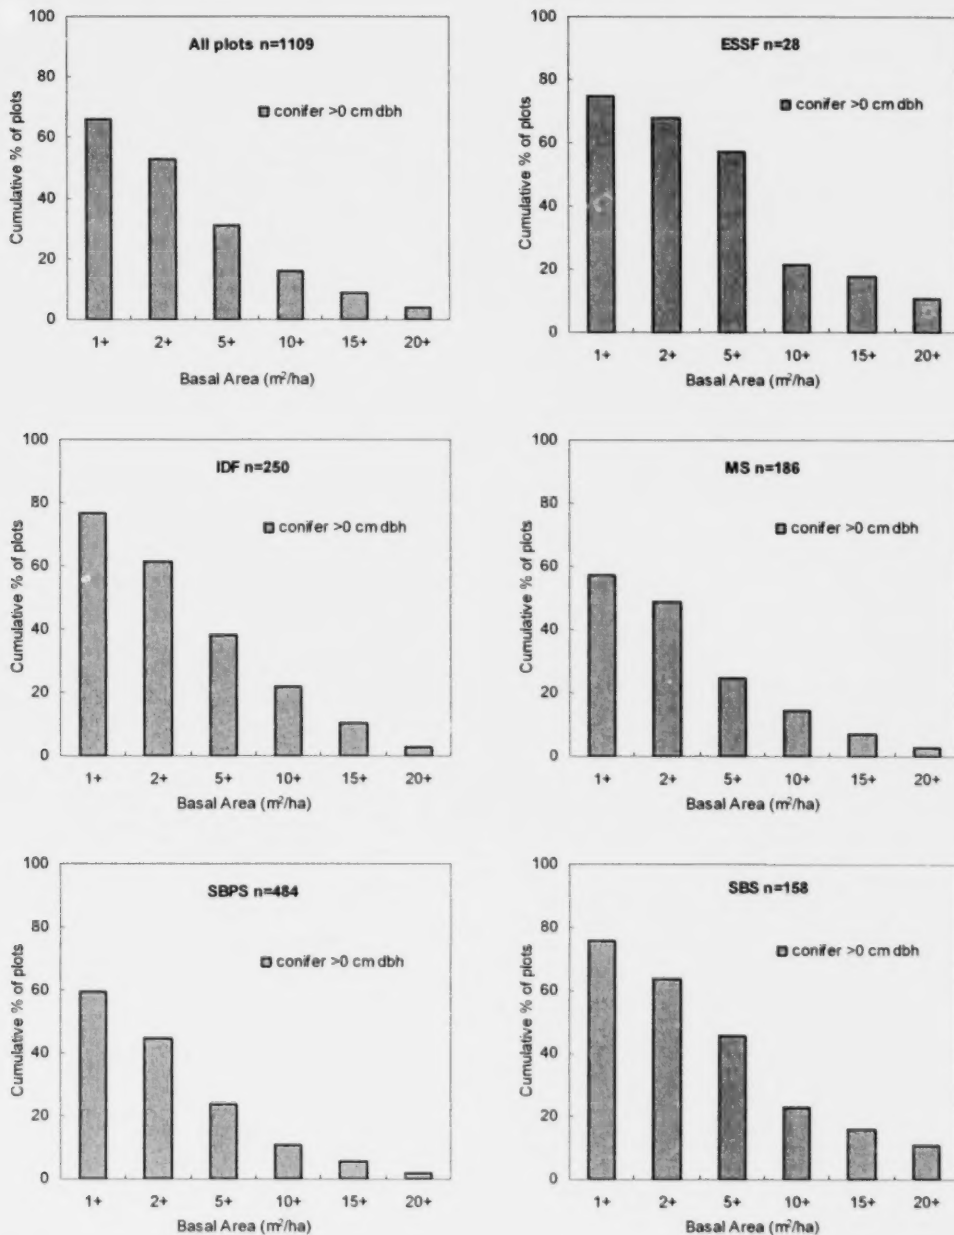 All plots n=1109
conifer >0 cm dbh
Cumulative % of plots
100
80
60
40
20
0
1+ 2+ 5+ 10+ 15+ 20+
Basal Area (m²/ha)
ESSF n=28
conifer >0 cm dbh
Cumulative % of plots
100
80
60
40
20
0
1+ 2+ 5+ 10+ 15+ 20+
Basal Area (m²/ha)
IDF n=250
conifer >0 cm dbh
Cumulative % of plots
100
80
60
40
20
0
1+ 2+ 5+ 10+ 15+ 20+
Basal Area (m²/ha)
MS n=186
conifer >0 cm dbh
Cumulative % of plots
100
80
60
40
20
0
1+ 2+ 5+ 10+ 15+ 20+
Basal Area (m²/ha)
SBPS n=484
conifer >0 cm dbh
Cumulative % of plots
100
80
60
40
20
0
1+ 2+ 5+ 10+ 15+ 20+
Basal Area (m²/ha)
SBS n=158
conifer >0 cm dbh
Cumulative % of plots
100
80
60
40
20
0
1+ 2+ 5+ 10+ 15+ 20+
Basal Area (m²/ha)